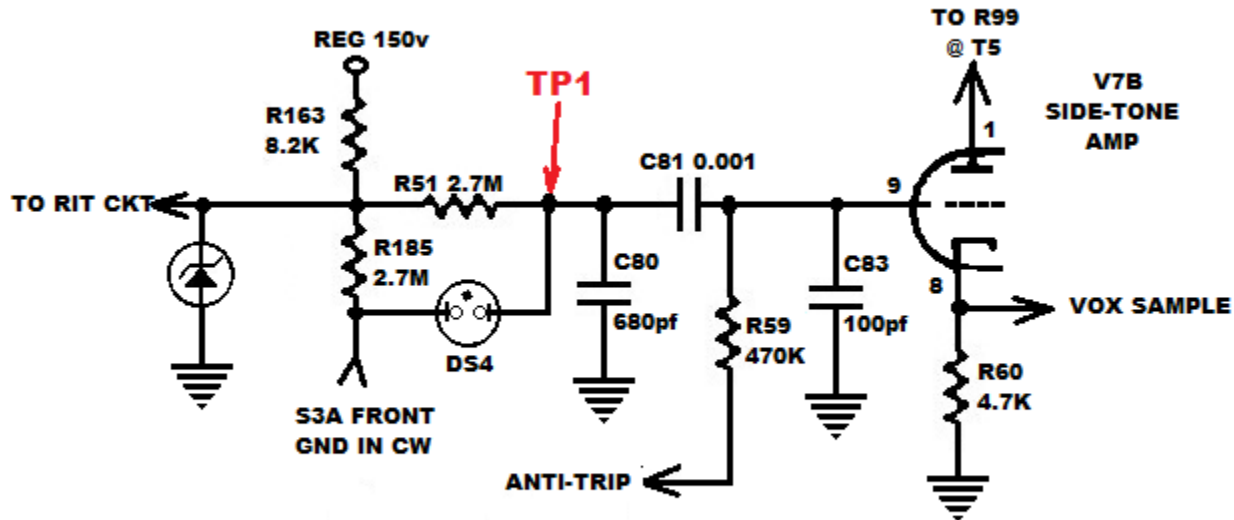 TO R99
@ T5
REG 150v
V7B
SIDE-TONE
AMP
TP1
1
R163
8.2K
C81 0.001
9
TO RIT CKT
R51 2.7M
R185
2.7M
C80
680pf
C83
100pf
8
VOX SAMPLE
DS4
R59
470K
R60
4.7K
S3A FRONT
GND IN CW
ANTI-TRIP